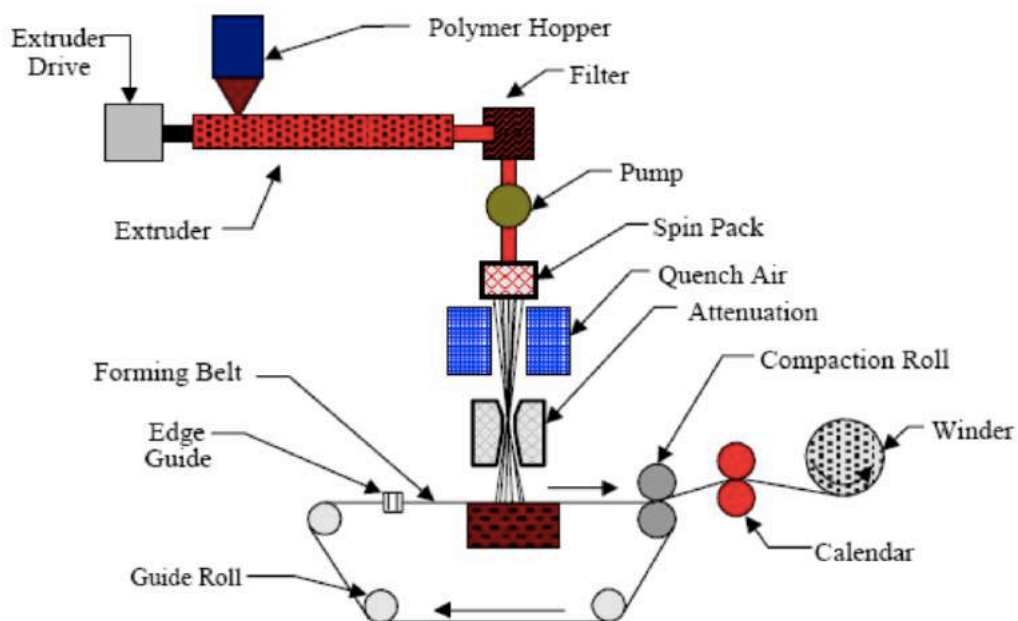 Extruder
Drive
Polymer Hopper
Filter
Extruder
Pump
Spin Pack
Quench Air
Attenuation
Compaction Roll
Forming Belt
Edge
Guide
Winder
Guide Roll
Calendar